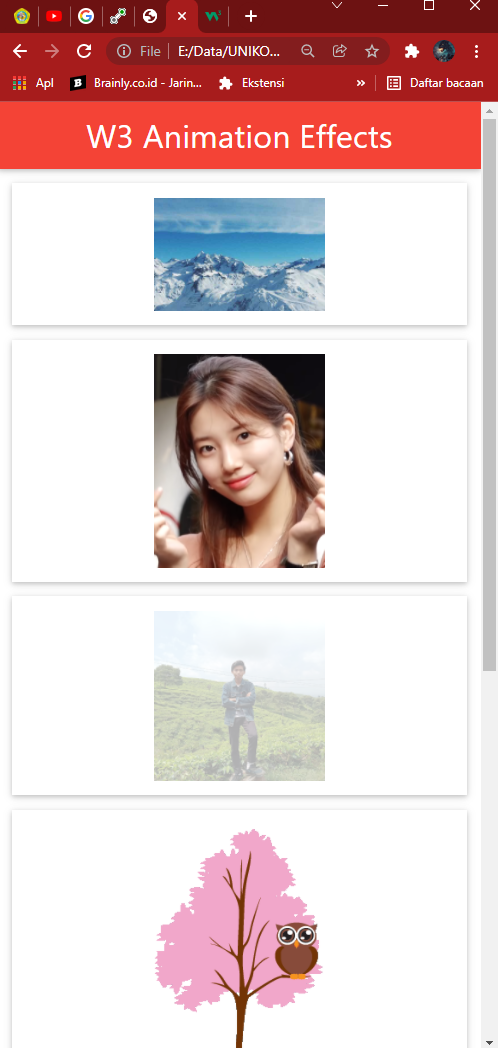 File E:/Data/UNIKO...
Apl B Brainly.co.id - Jarin... Ekstensi » Daftar bacaan
W3 Animation Effects